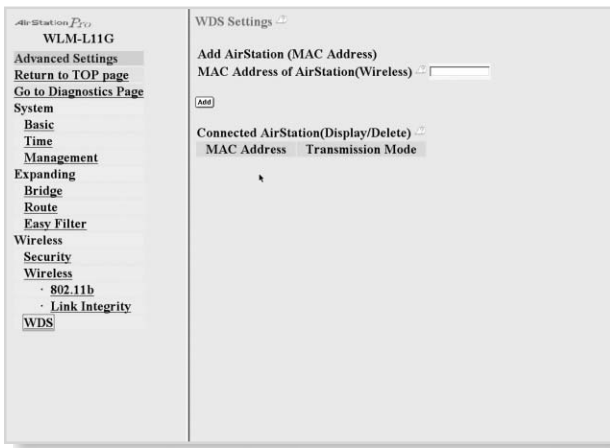 AirStation Pro
WLM-L11G
Advanced Settings
Return to TOP page
Go to Diagnostics Page
System
Basic
Time
Management
Expanding
Bridge
Route
Easy Filter
Wireless
Security
Wireless
· 802.11b
· Link Integrity
WDS
WDS Settings
Add AirStation (MAC Address)
MAC Address of AirStation(Wireless)
Add
Connected AirStation(Display/Delete)
MAC Address Transmission Mode